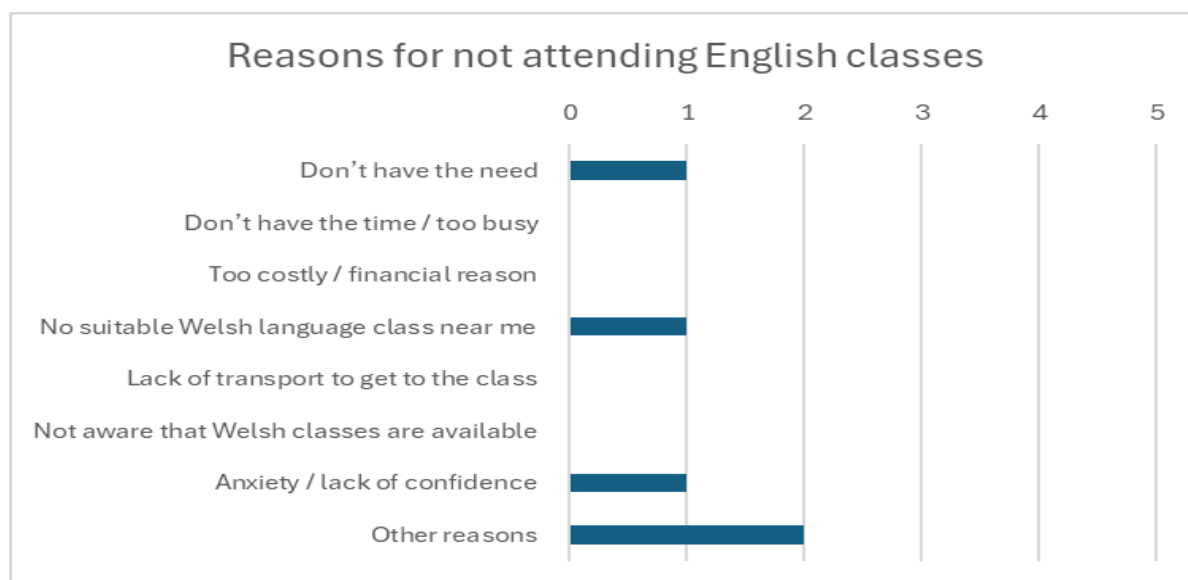 Reasons for not attending English classes
0 1 2 3 4 5
Don’t have the need
Don’t have the time / too busy
Too costly / financial reason
No suitable Welsh language class near me
Lack of transport to get to the class
Not aware that Welsh classes are available
Anxiety / lack of confidence
Other reasons